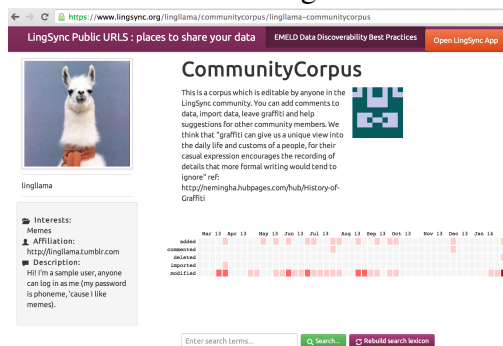 https://www.lingsync.org/lingllama/communitycorpus/lingllama-communitycorpus
LingSync Public URLS : places to share your data
EMELD Data Discoverability Best Practices
Open LingSync App
CommunityCorpus
This is a corpus which is editable by anyone in the
LingSync community. You can add comments to
data, import data, leave graffiti and help
suggestions for other community members. We
think that "graffiti can give us a unique view into
the daily life and customs of a people, for their
casual expression encourages the recording of
details that more formal writing would tend to
ignore" ref:
http://nemingha.hubpages.com/hub/History-of-
Graffiti
lingllama
Interests:
Memes
Affiliation:
http://lingllama.tumblr.com
Description:
Hi! I'm a sample user, anyone
can log in as me (my password
is phoneme, 'cause I like
memes).
Mar 13 Apr 13 May 13 Jun 13 Jul 13 Aug 13 Sep 13 Oct 13 Nov 13 Dec 13 Jan 14
added
commented
deleted
imported
modified
Enter search terms...
Search...
Rebuild search lexicon